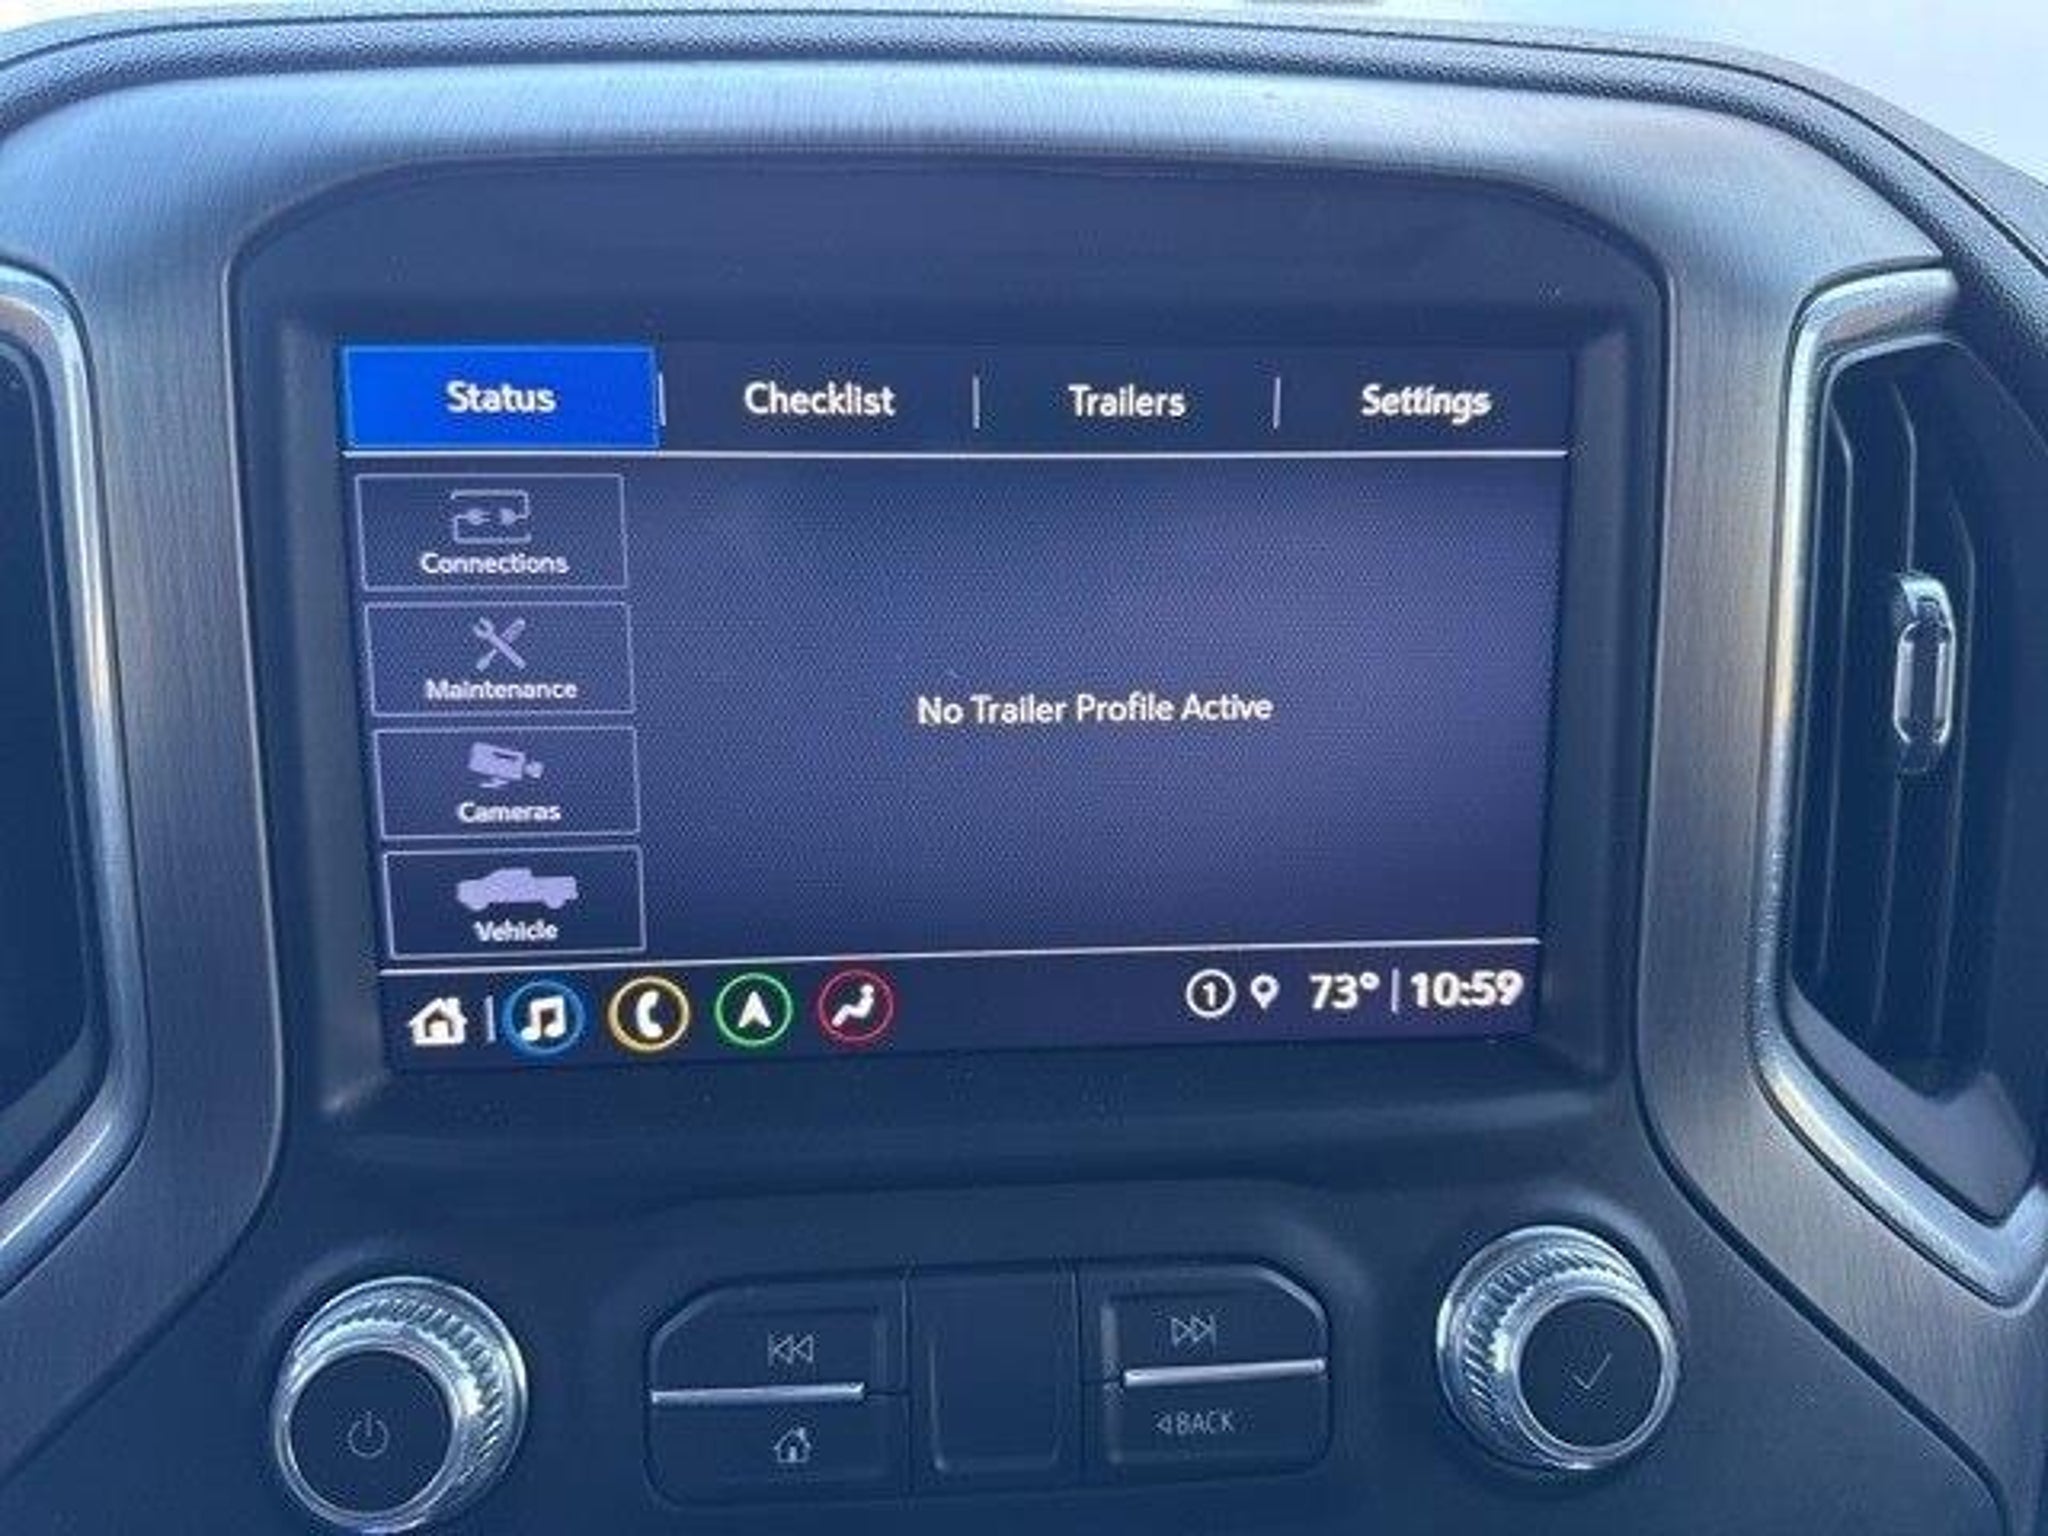 Status
Checklist
Trailers
Settings
Connections
Maintenance
Cameras
Vehicle
No Trailer Profile Active
1
73° | 10:59
BACK